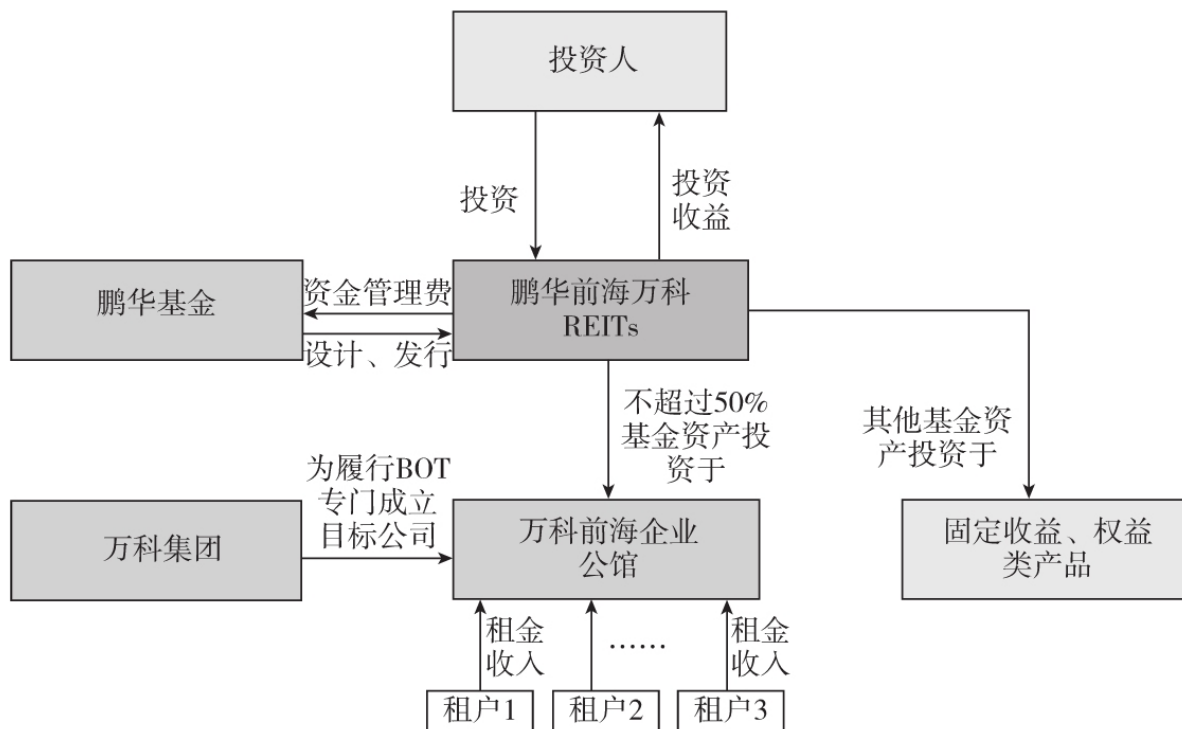 投资人
投资
投资
收益
鹏华基金
资金管理费
设计、发行
鹏华前海万科
REITs
不超过50%
基金资产投
资于
其他基金资
产投资于
万科集团
为履行BOT
专门成立
目标公司
万科前海企业
公馆
固定收益、权益
类产品
租金
收入
……
租金
收入
租户1
租户2
租户3